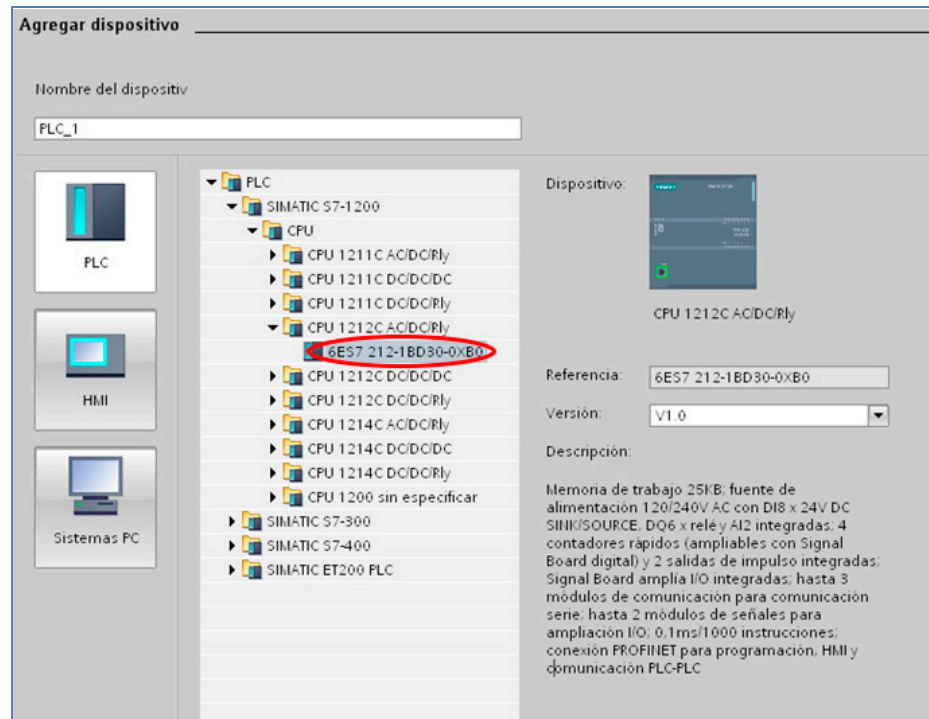 Agregar dispositivo
Nombre del dispositiv
PLC_1
PLC
HMI
Sistemas PC
PLC
SIMATIC S7-1200
CPU
CPU 1211C AC/DC/Rly
CPU 1211C DC/DC/DC
CPU 1211C DC/DC/Rly
CPU 1212C AC/DC/Rly
6ES7 212-1BD30-0XB0
CPU 1212C DC/DC/DC
CPU 1212C DC/DC/Rly
CPU 1214C AC/DC/Rly
CPU 1214C DC/DC/DC
CPU 1214C DC/DC/Rly
CPU 1200 sin especificar
SIMATIC S7-300
SIMATIC S7-400
SIMATIC ET200 PLC
Dispositivo:
CPU 1212C AC/DC/Rly
Referencia:
6ES7 212-1BD30-0XB0
Versión:
V1.0
Descripción:
Memoria de trabajo 25KB; fuente de
alimentación 120/240V AC con DI8 x 24V DC
SINK/SOURCE, DQ6 x relé y AI2 integradas; 4
contadores rápidos (ampliables con Signal
Board digital) y 2 salidas de impulso integradas;
Signal Board amplía I/O integradas; hasta 3
módulos de comunicación para comunicación
serie; hasta 2 módulos de señales para
ampliación I/O; 0,1ms/1000 instrucciones;
conexión PROFINET para programación, HMI y
comunicación PLC-PLC